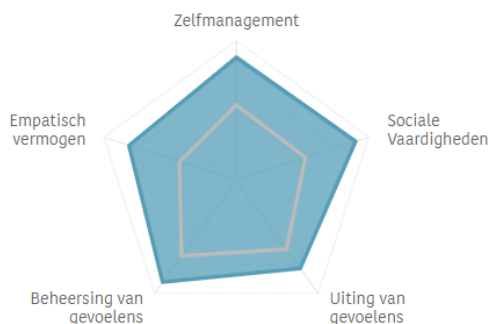 Zelfmanagement
Empatisch
vermogen
Sociale
Vaardigheden
Beheersing van
gevoelens
Uiting van
gevoelens